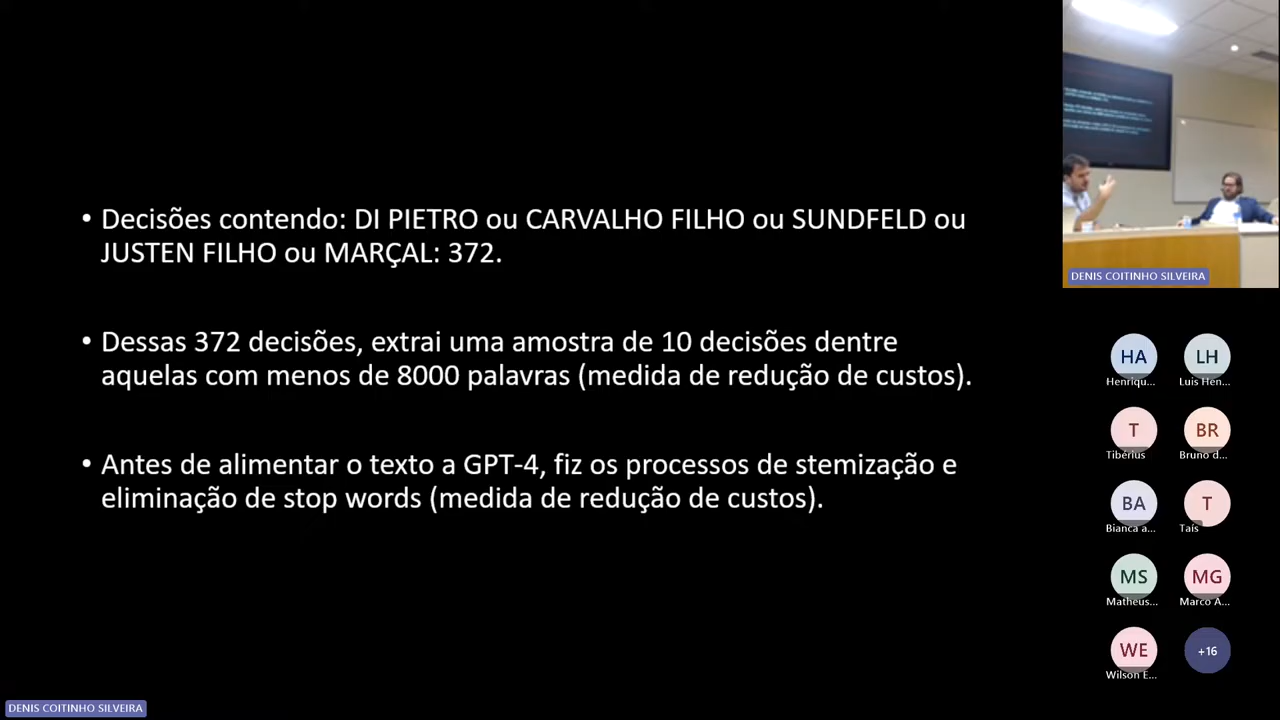 • Decisões contendo: DI PIETRO ou CARVALHO FILHO ou SUNDFELD ou
JUSTEN FILHO ou MARÇAL: 372.
• Dessas 372 decisões, extrai uma amostra de 10 decisões dentre
aquelas com menos de 8000 palavras (medida de redução de custos).
• Antes de alimentar o texto a GPT-4, fiz os processos de stemização e
eliminação de stop words (medida de redução de custos).
DENIS COITINHO SILVEIRA
HA
Henriqu...
LH
Luis Hen...
T
Tibérius
BR
Bruno d...
BA
Bianca a...
T
Taís
MS
Matheus...
MG
Marco A...
WE
Wilson E...
+16
DENIS COITINHO SILVEIRA